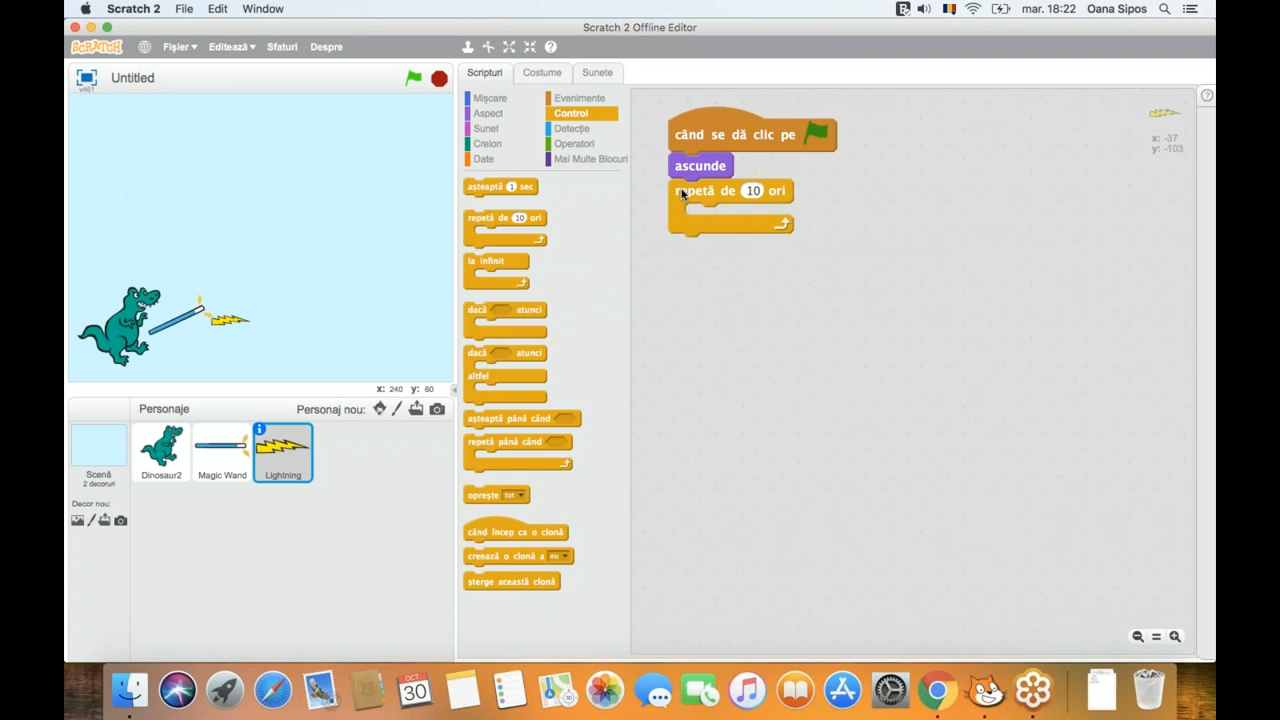 Scratch 2 File Edit Window mar. 18:22 Oana Sipos
Scratch 2 Offline Editor
SCRATCH Fișier Editează Sfaturi Despre
Untitled
v461
Scripturi Costume Sunete
Mișcare Evenimente
Aspect Control
Sunet Detecție
Creion Operatori
Date Mai Multe Blocuri
așteaptă 1 sec
repetă de 10 ori
la infinit
dacă atunci
dacă atunci
altfel
așteaptă până când
repetă până când
oprește tot
când încep ca o clonă
creează o clonă a eu
șterge această clonă
când se dă clic pe
ascunde
repetă de 10 ori
x: -37
y: -103
x: 240 y: 60
Personaje Personaj nou:
Scenă
2 decoruri
Decor nou:
Dinosaur2 Magic Wand Lightning
OCT
30